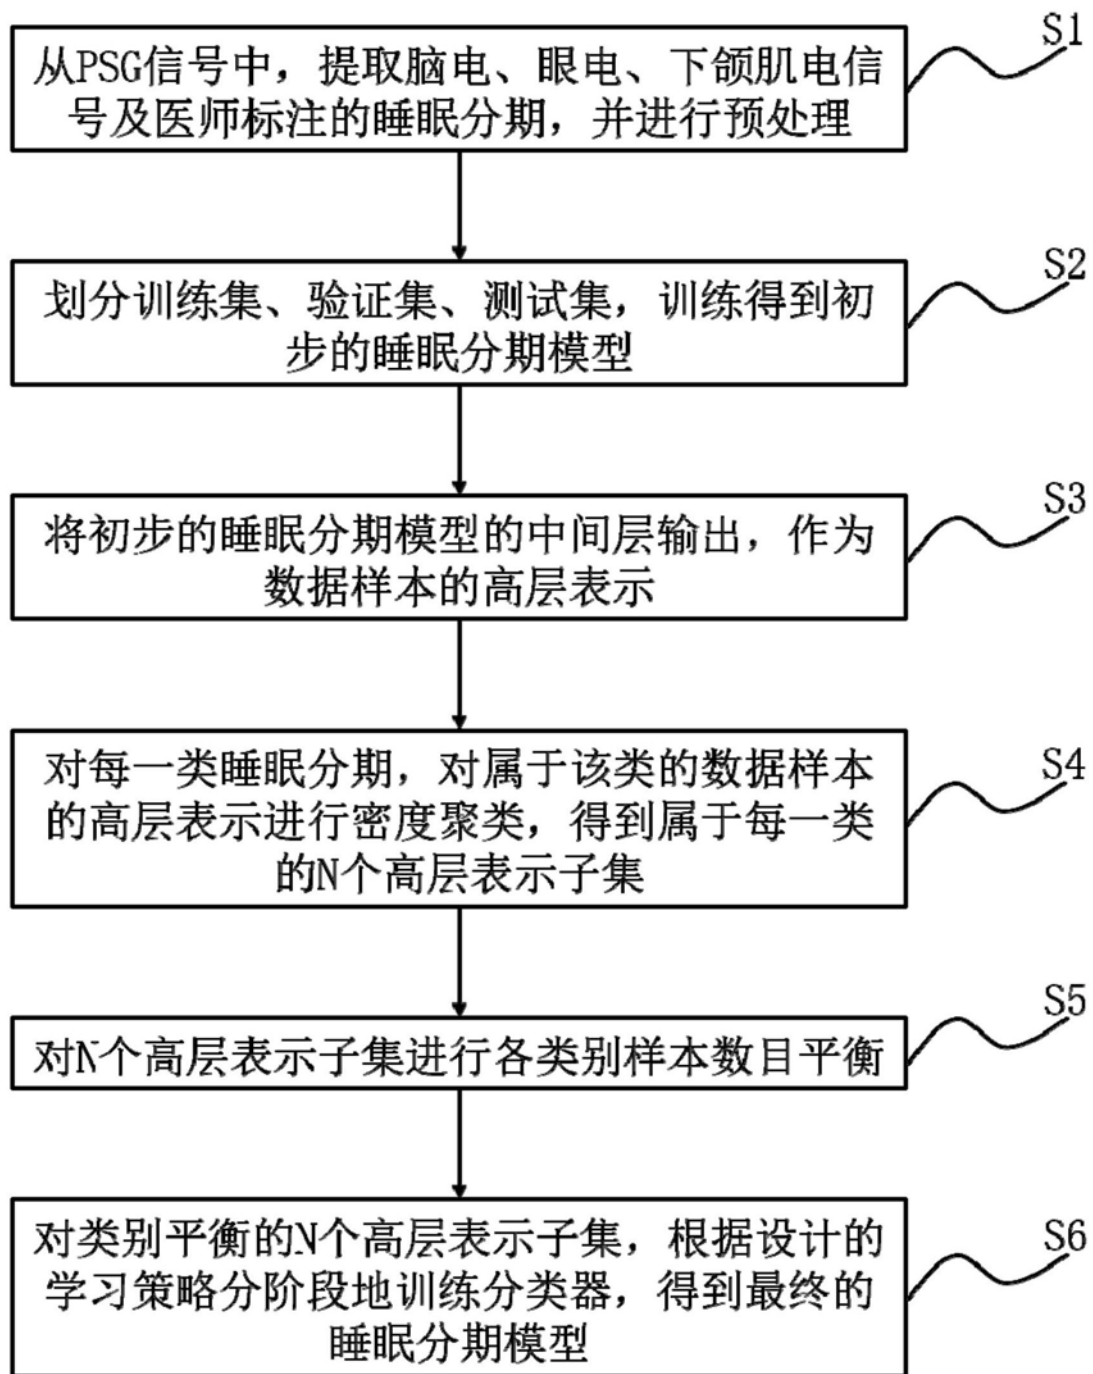 S1
从PSG信号中，提取脑电、眼电、下颌肌电信
号及医师标注的睡眠分期，并进行预处理
S2
划分训练集、验证集、测试集，训练得到初
步的睡眠分期模型
S3
将初步的睡眠分期模型的中间层输出，作为
数据样本的高层表示
S4
对每一类睡眠分期，对属于该类的数据样本
的高层表示进行密度聚类，得到属于每一类
的N个高层表示子集
S5
对N个高层表示子集进行各类别样本数目平衡
S6
对类别平衡的N个高层表示子集，根据设计的
学习策略分阶段地训练分类器，得到最终的
睡眠分期模型